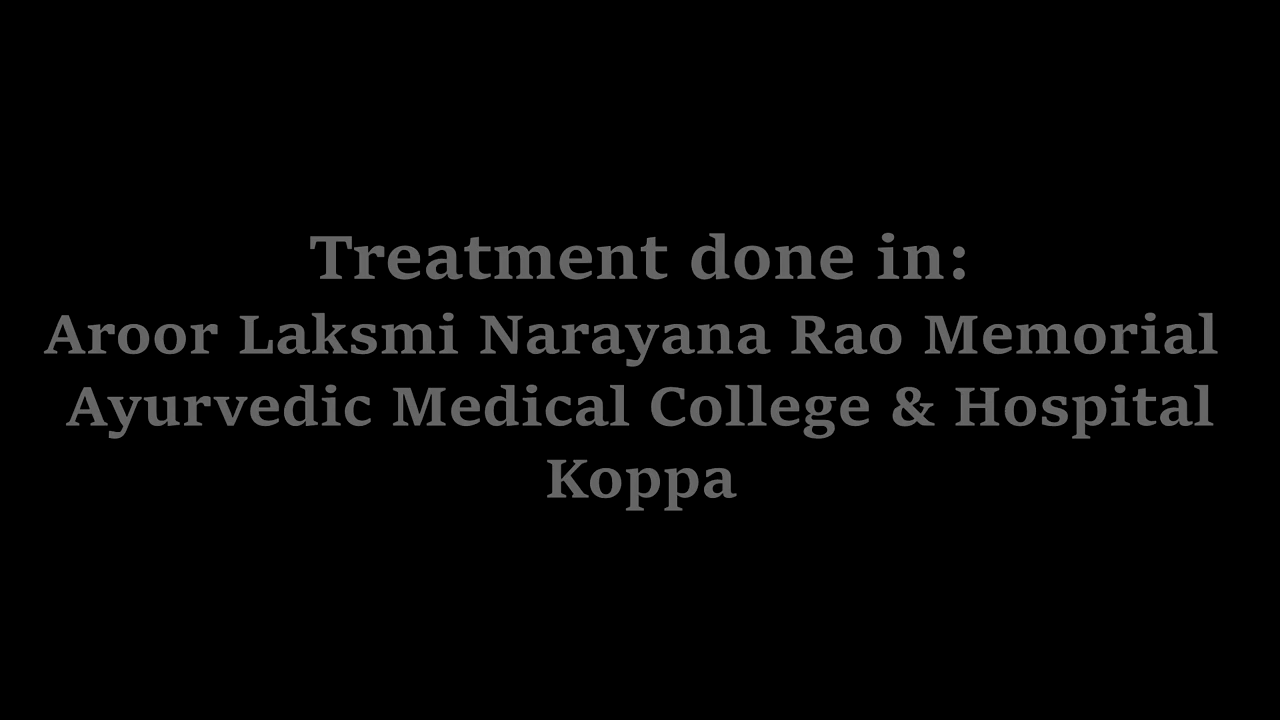 Treatment done in:
Aroor Laksmi Narayana Rao Memorial
Ayurvedic Medical College & Hospital
Koppa